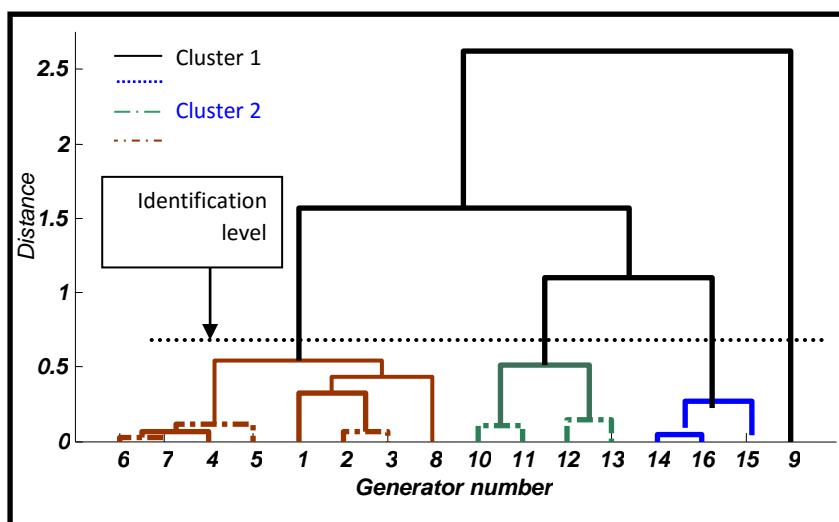 Cluster 1
Cluster 2
Identification
level
Distance
2.5
2
1.5
1
0.5
0
6 7 4 5 1 2 3 8 10 11 12 13 14 16 15 9
Generator number